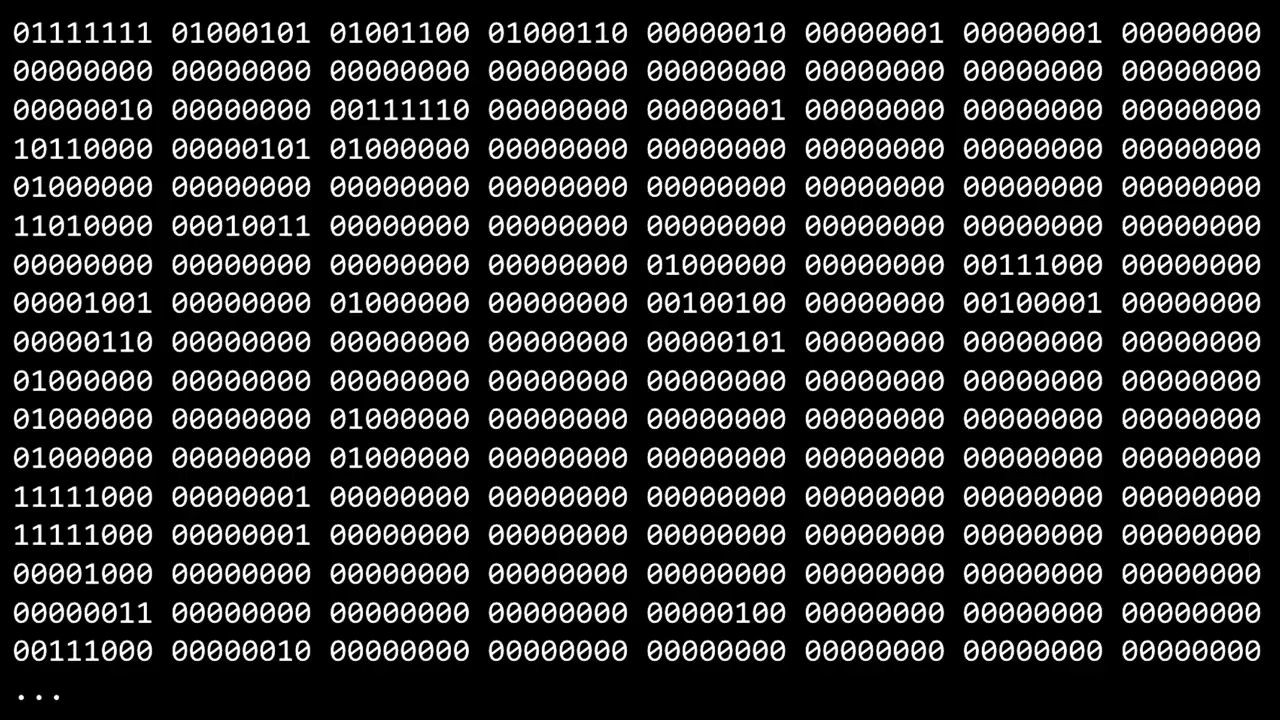 01111111 01000101 01001100 01000110 00000010 00000001 00000001 00000000
00000000 00000000 00000000 00000000 00000000 00000000 00000000 00000000
00000010 00000000 00111110 00000000 00000001 00000000 00000000 00000000
10110000 00000101 01000000 00000000 00000000 00000000 00000000 00000000
01000000 00000000 00000000 00000000 00000000 00000000 00000000 00000000
11010000 00010011 00000000 00000000 00000000 00000000 00000000 00000000
00000000 00000000 00000000 00000000 01000000 00000000 00111000 00000000
00001001 00000000 01000000 00000000 00100100 00000000 00100001 00000000
00000110 00000000 00000000 00000000 00000101 00000000 00000000 00000000
01000000 00000000 00000000 00000000 00000000 00000000 00000000 00000000
01000000 00000000 01000000 00000000 00000000 00000000 00000000 00000000
01000000 00000000 01000000 00000000 00000000 00000000 00000000 00000000
11111000 00000001 00000000 00000000 00000000 00000000 00000000 00000000
11111000 00000001 00000000 00000000 00000000 00000000 00000000 00000000
00001000 00000000 00000000 00000000 00000000 00000000 00000000 00000000
00000011 00000000 00000000 00000000 00000100 00000000 00000000 00000000
00111000 00000010 00000000 00000000 00000000 00000000 00000000 00000000
...